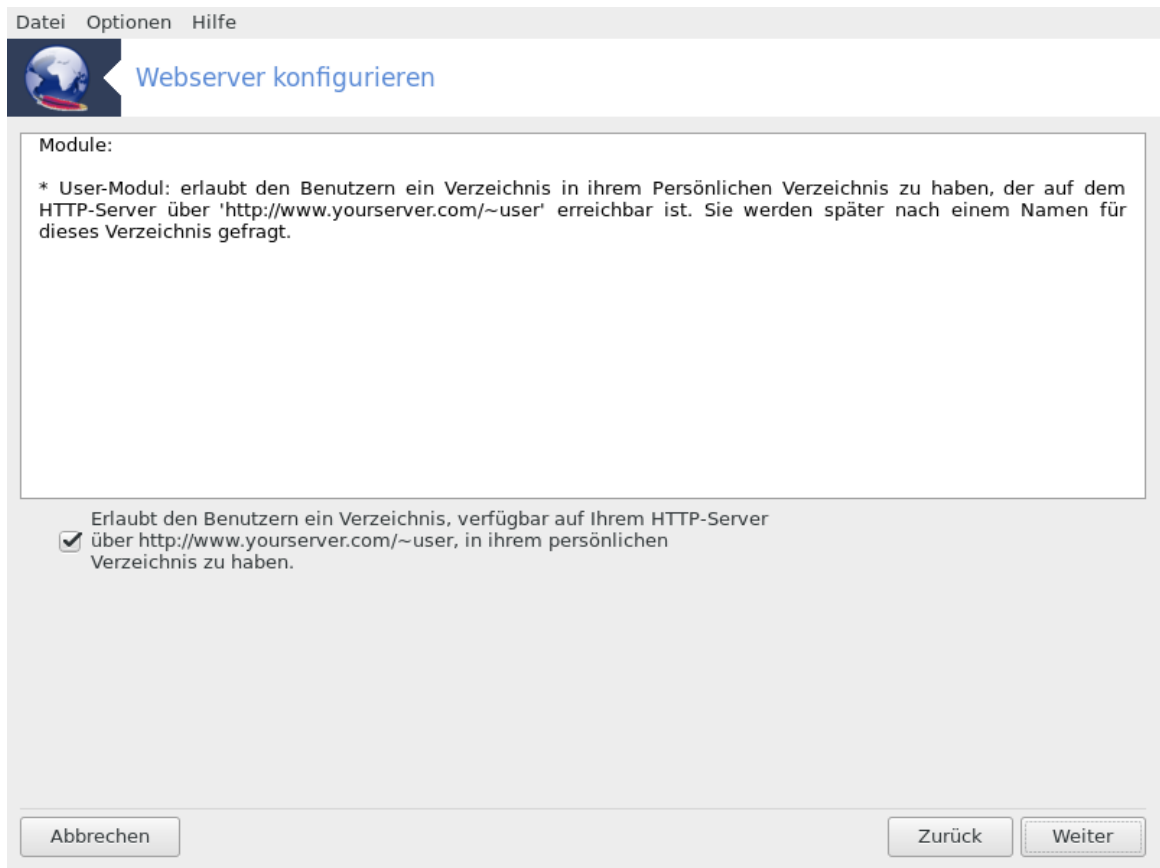 Datei Optionen Hilfe
Webserver konfigurieren
Module:
* User-Modul: erlaubt den Benutzern ein Verzeichnis in ihrem Persönlichen Verzeichnis zu haben, der auf dem
HTTP-Server über 'http://www.yourserver.com/~user' erreichbar ist. Sie werden später nach einem Namen für
dieses Verzeichnis gefragt.
Erlaubt den Benutzern ein Verzeichnis, verfügbar auf Ihrem HTTP-Server
über http://www.yourserver.com/~user, in ihrem persönlichen
Verzeichnis zu haben.
Abbrechen Zurück Weiter